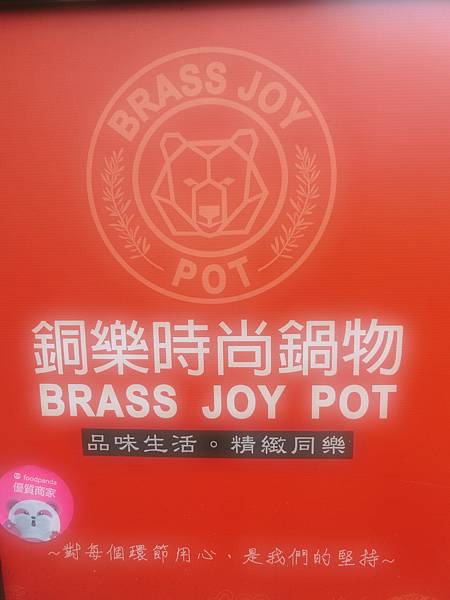 BRASS JOY
POT
銅樂時尚鍋物
BRASS JOY POT
品味生活。精緻同樂
foodpanda
優質商家
~對每個環節用心、是我們的堅持~